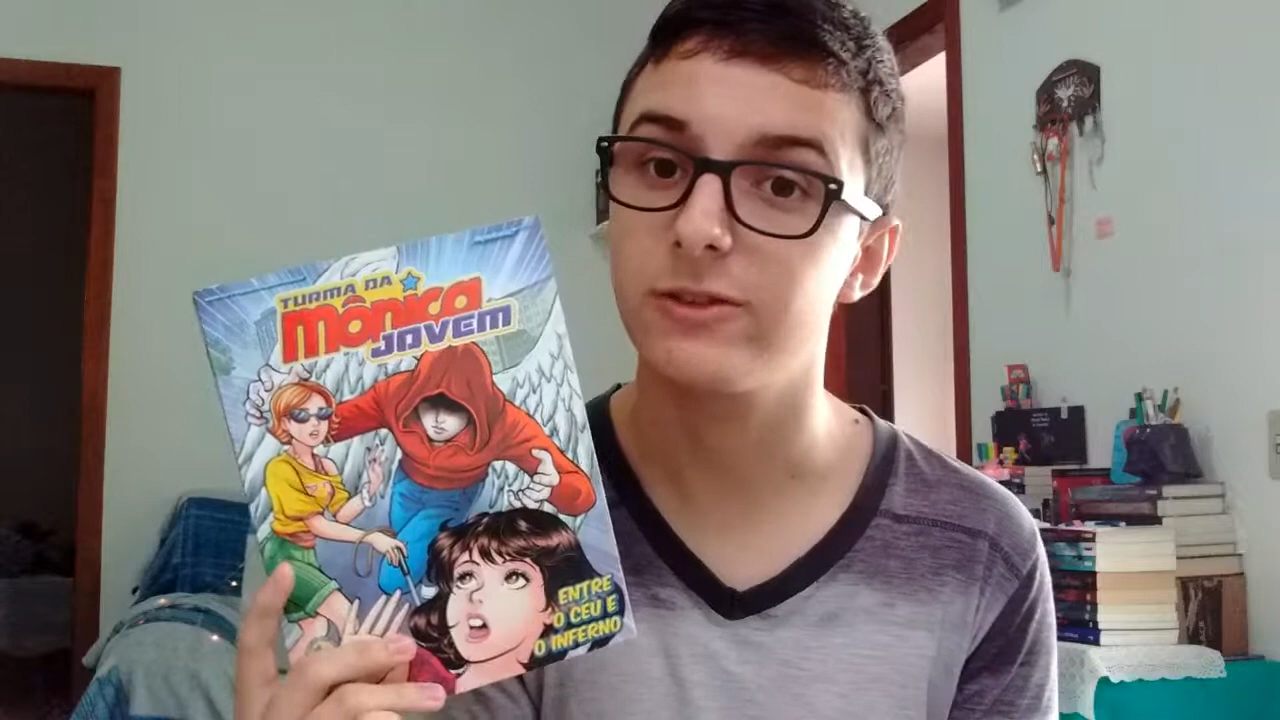 TURMA DA
MÔNICA
JOVEM
ENTRE
O CÉU E
O INFERNO